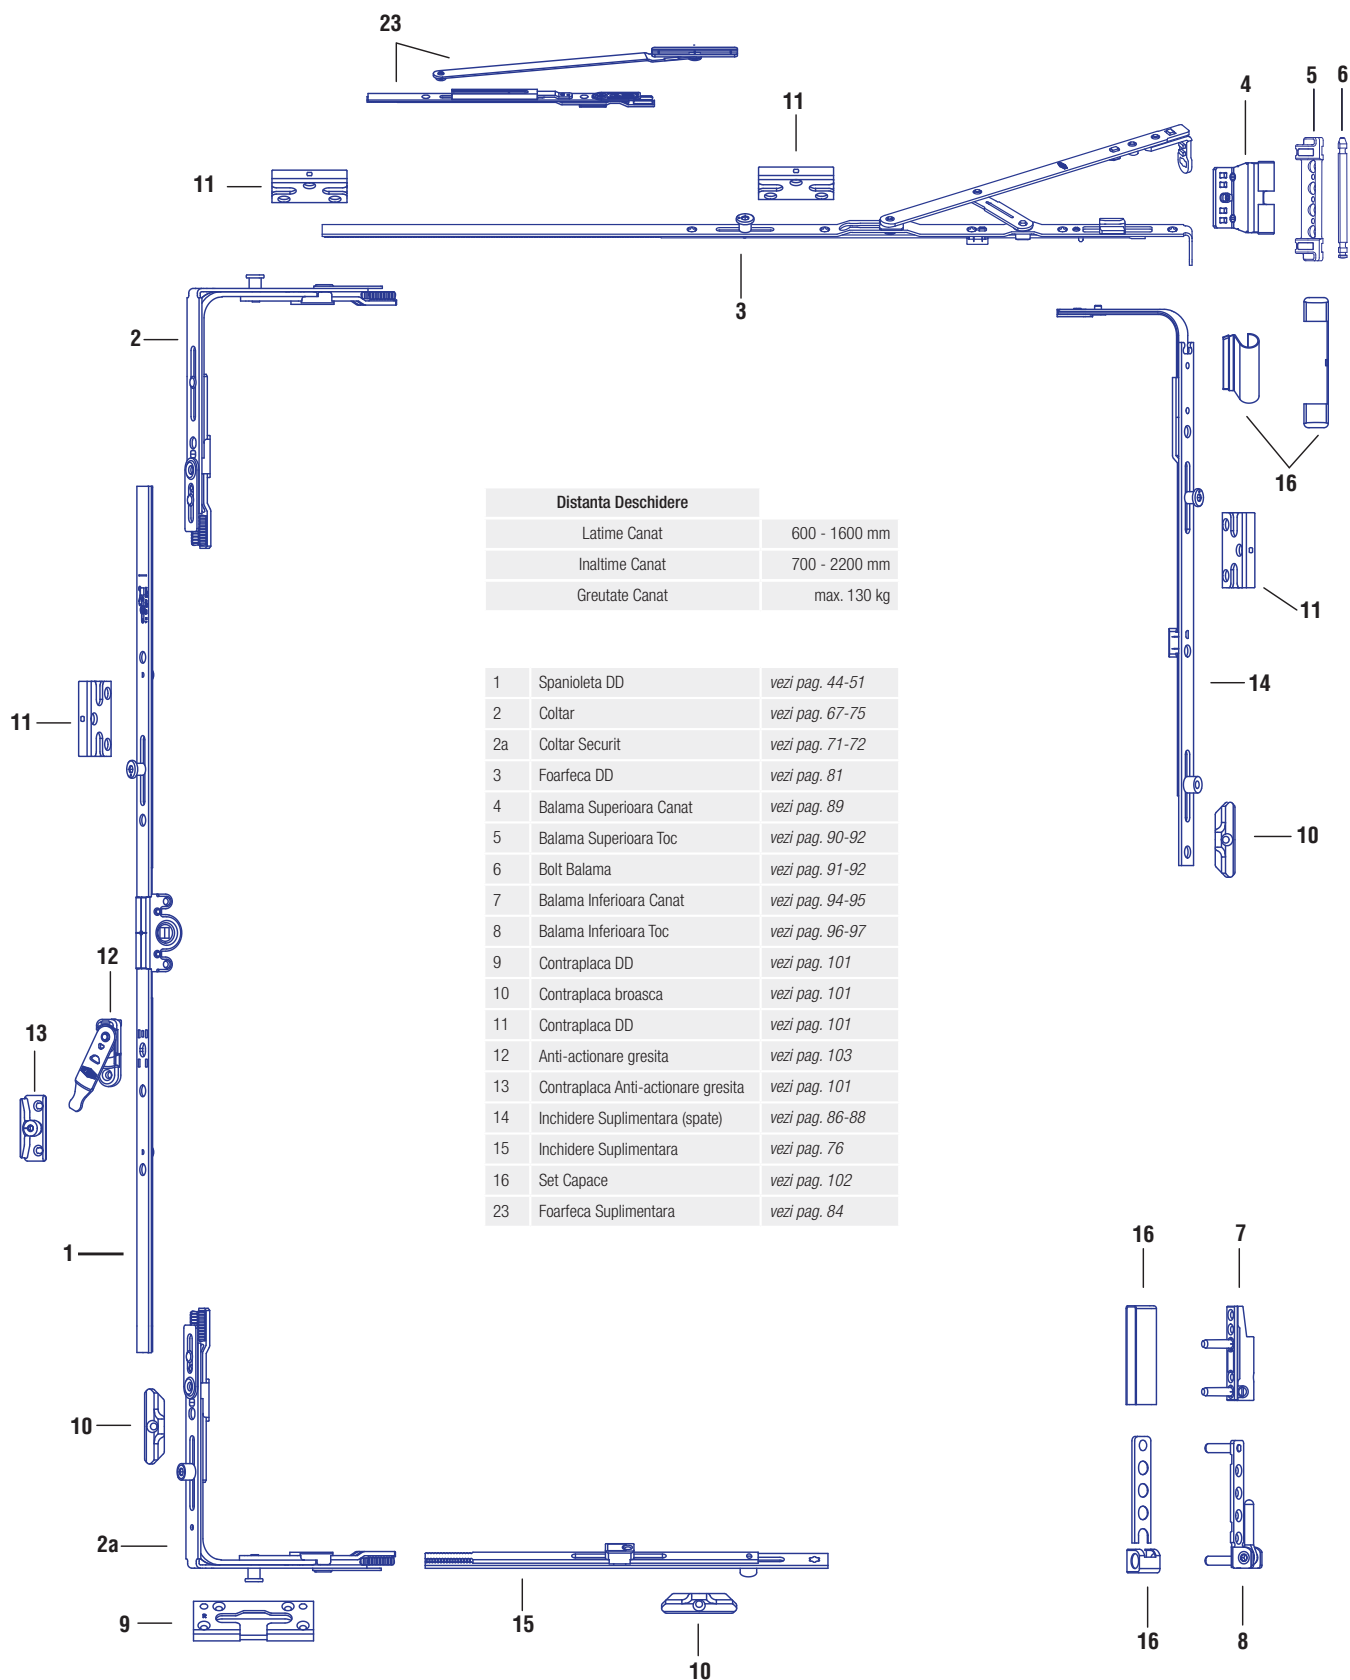 23
11
4
5
6
11
3
2
16
Distanta Deschidere
Latime Canat 600 - 1600 mm
Inaltime Canat 700 - 2200 mm
Greutate Canat max. 130 kg
11
14
11
10
12
13
1 Spanioleta DD vezi pag. 44-51
2 Coltar vezi pag. 67-75
2a Coltar Securit vezi pag. 71-72
3 Foarfeca DD vezi pag. 81
4 Balama Superioara Canat vezi pag. 89
5 Balama Superioara Toc vezi pag. 90-92
6 Bolt Balama vezi pag. 91-92
7 Balama Inferioara Canat vezi pag. 94-95
8 Balama Inferioara Toc vezi pag. 96-97
9 Contraplaca DD vezi pag. 101
10 Contraplaca broasca vezi pag. 101
11 Contraplaca DD vezi pag. 101
12 Anti-actionare gresita vezi pag. 103
13 Contraplaca Anti-actionare gresita vezi pag. 101
14 Inchidere Suplimentara (spate) vezi pag. 86-88
15 Inchidere Suplimentara vezi pag. 76
16 Set Capace vezi pag. 102
23 Foarfeca Suplimentara vezi pag. 84
1
16
7
10
2a
9
15
10
16
8